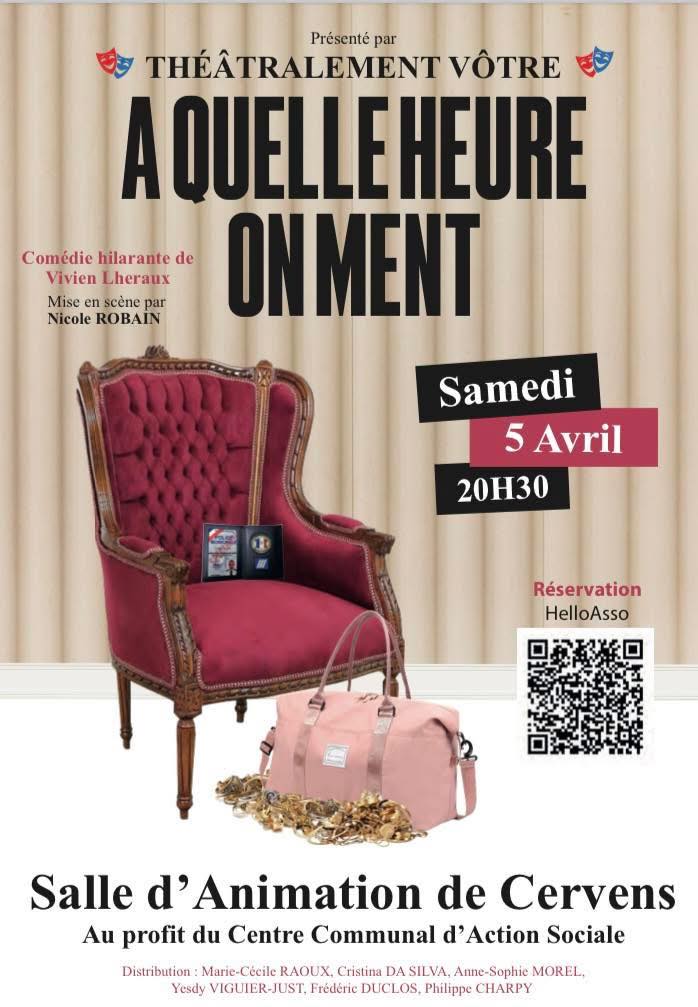 Présenté par
THÉÂTRALEMENT VÔTRE
A QUELLE HEURE
ON MENT
Comédie hilarante de
Vivien Lheraux
Mise en scène par
Nicole ROBAIN
Samedi
5 Avril
20H30
Réservation
HelloAsso
Salle d'Animation de Cervens
Au profit du Centre Communal d'Action Sociale
Distribution : Marie-Cécile RAOUX, Cristina DA SILVA, Anne-Sophie MOREL,
Yesdy VIGUIER-JUST, Frédéric DUCLOS, Philippe CHARPY